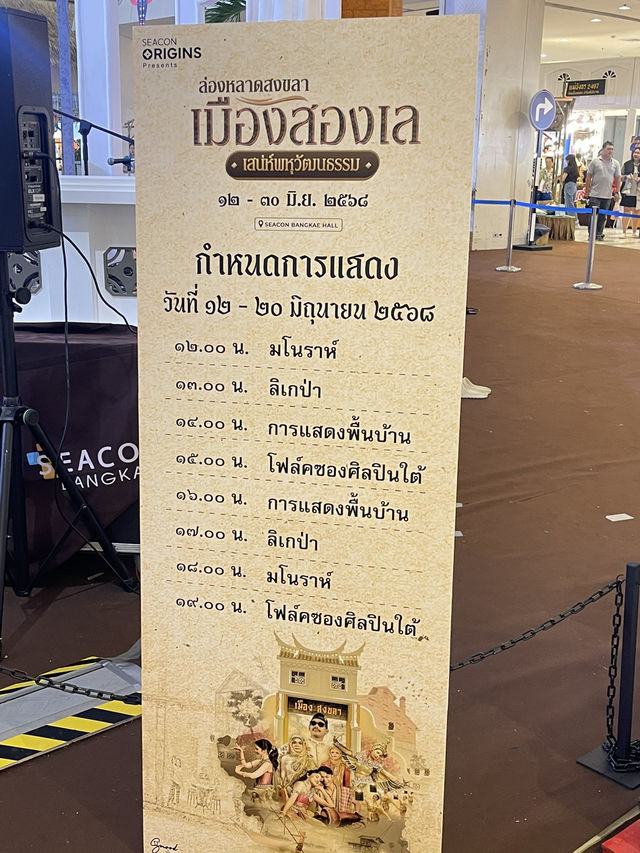 SEACON
ORIGINS
Presents
ล่องหลาดสงขลา
เมืองสองเล
เสน่ห์พหุวัฒนธรรม
๑๒ - ๓๐ มิ.ย. ๒๕๖๘
SEACON BANGKAE HALL
กำหนดการแสดง
วันที่ ๑๒ - ๒๐ มิถุนายน ๒๕๖๘
๑๒.๐๐ น. มโนราห์
๑๓.๐๐ น. ลิเกป่า
๑๔.๐๐ น. การแสดงพื้นบ้าน
๑๕.๐๐ น. โฟล์คซองศิลปินใต้
๑๖.๐๐ น. การแสดงพื้นบ้าน
๑๗.๐๐ น. ลิเกป่า
๑๘.๐๐ น. มโนราห์
๑๙.๐๐ น. โฟล์คซองศิลปินใต้
เมือง สงขลา
SEACO
BANGKA